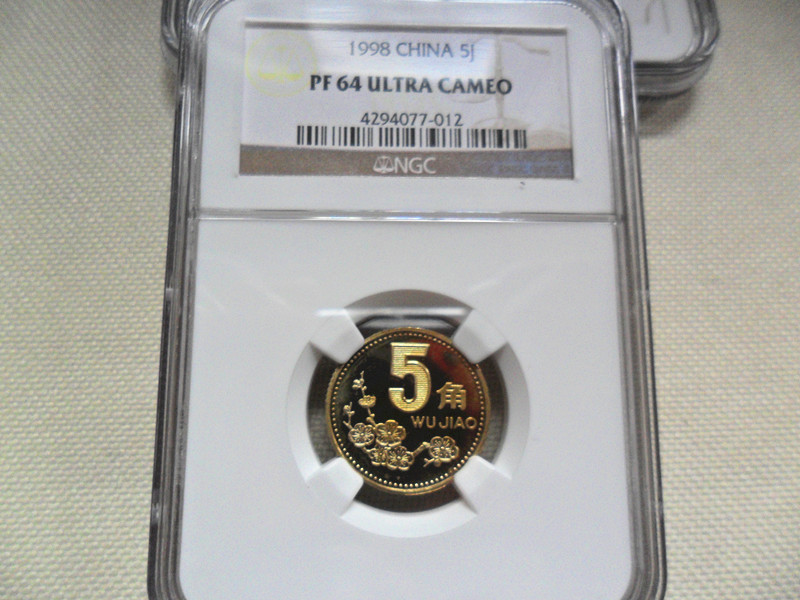 1998 CHINA 5J
PF 64 ULTRA CAMEO
4294077-012
NGC
5角
WU JIAO